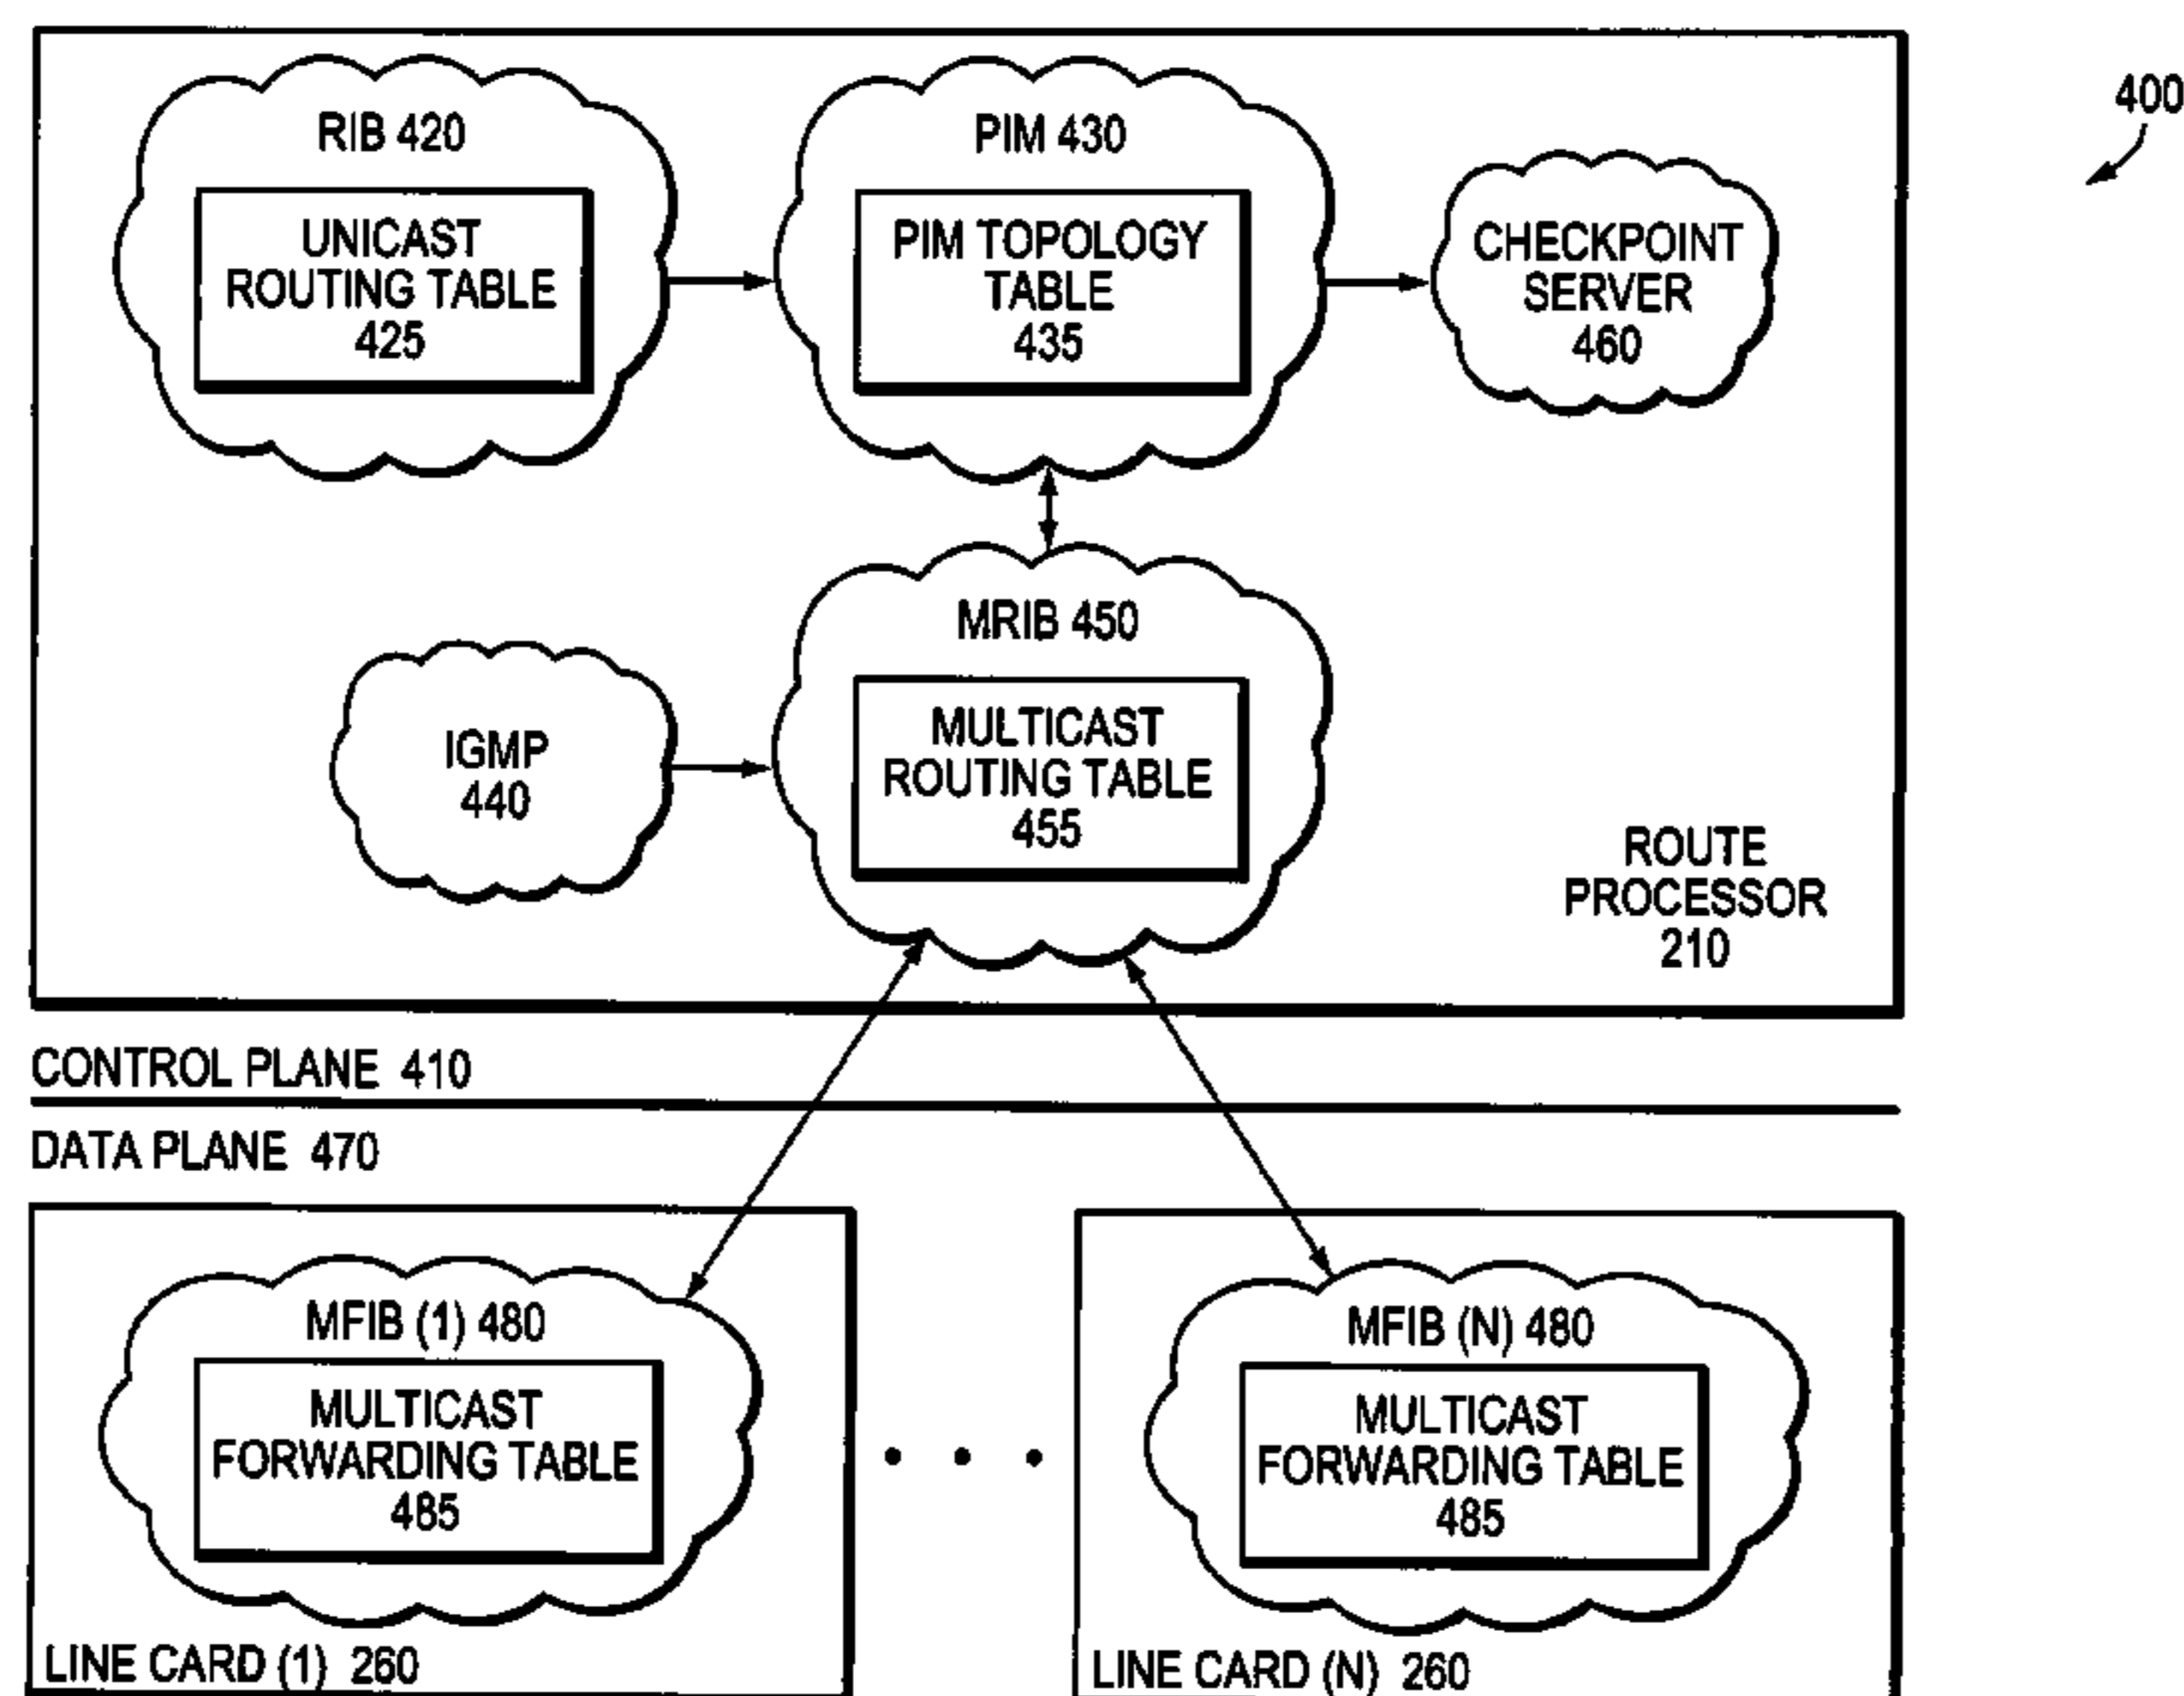 400
RIB 420
UNICAST
ROUTING TABLE
425
PIM 430
PIM TOPOLOGY
TABLE
435
CHECKPOINT
SERVER
460
IGMP
440
MRIB 450
MULTICAST
ROUTING TABLE
455
ROUTE
PROCESSOR
210
CONTROL PLANE 410
DATA PLANE 470
MFIB (1) 480
MULTICAST
FORWARDING TABLE
485
LINE CARD (1) 260
MFIB (N) 480
MULTICAST
FORWARDING TABLE
485
LINE CARD (N) 260